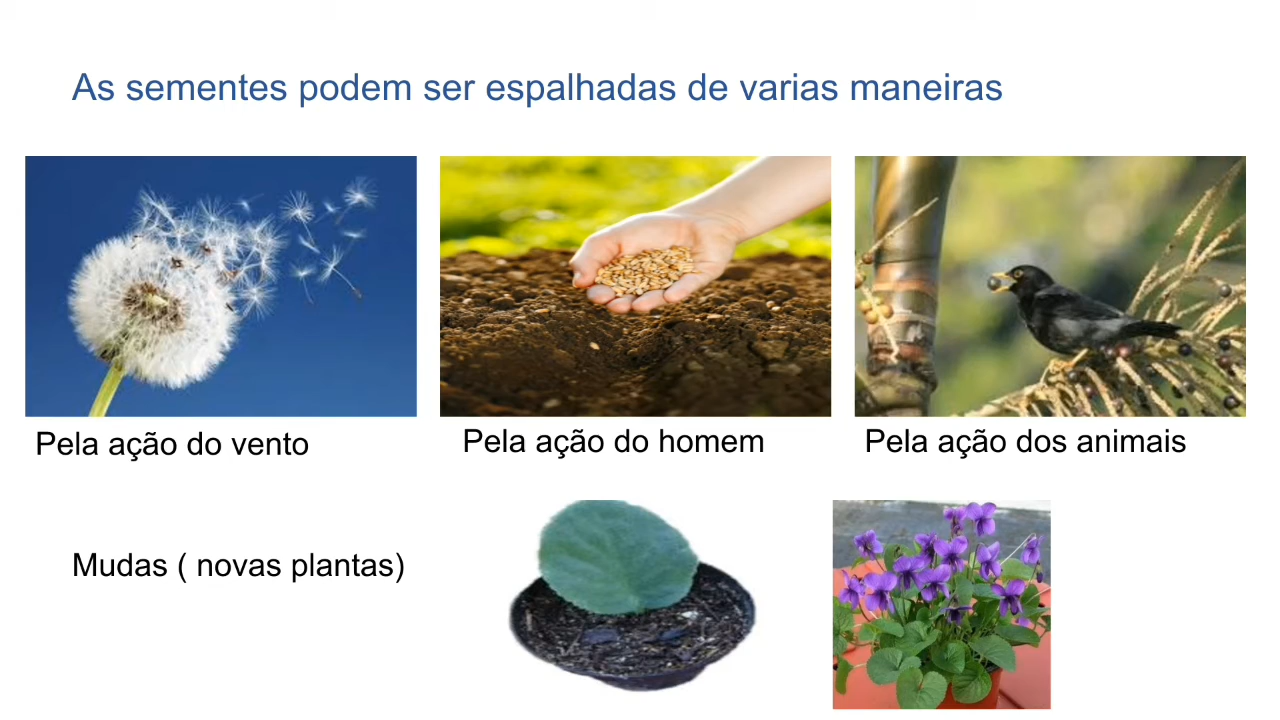 As sementes podem ser espalhadas de varias maneiras
Pela ação do vento
Pela ação do homem
Pela ação dos animais
Mudas ( novas plantas)